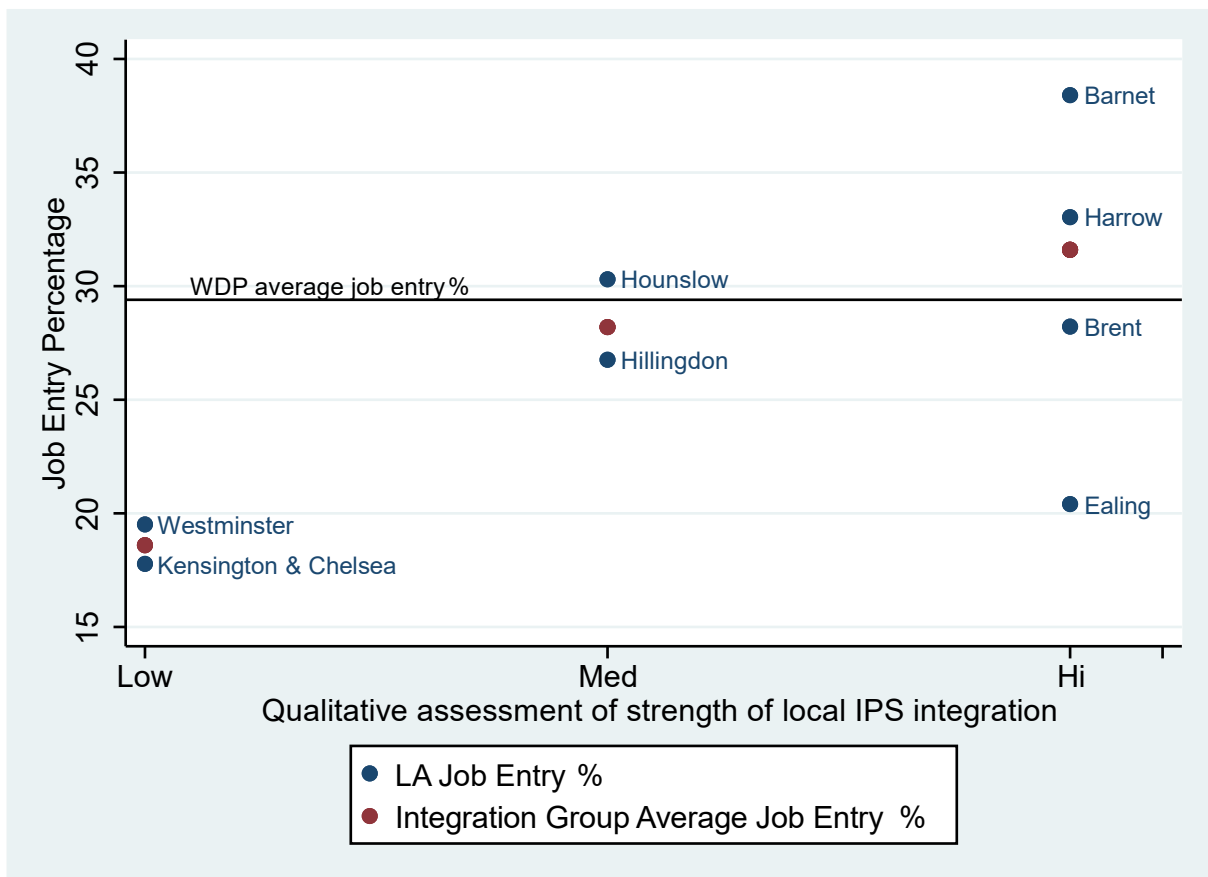 40
35
30
25
20
15
Job Entry Percentage
WDP average job entry %
Barnet
Harrow
Hounslow
Brent
Hillingdon
Ealing
Westminster
Kensington & Chelsea
Low
Med
Hi
Qualitative assessment of strength of local IPS integration
LA Job Entry %
Integration Group Average Job Entry %